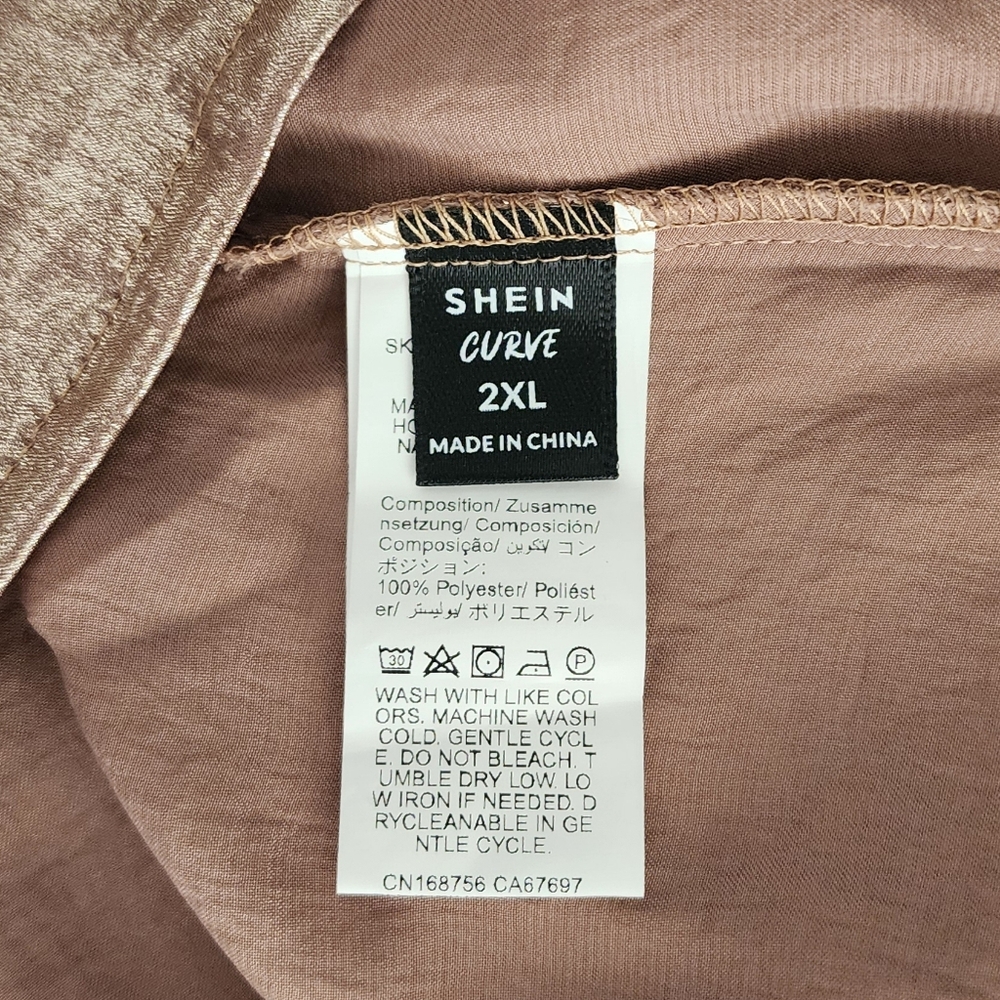 SHEIN
CURVE
2XL
MADE IN CHINA
Composition/ Zusamme
nsetzung/ Composición/
Composição/ تكوين/ コン
ポジション:
100% Polyester/ Poliést
er/ بوليستر/ ポリエステル
30 P
WASH WITH LIKE COL
ORS. MACHINE WASH
COLD. GENTLE CYCL
E. DO NOT BLEACH. T
UMBLE DRY LOW. LO
W IRON IF NEEDED. D
RYCLEANABLE IN GE
NTLE CYCLE.
CN168756 CA67697